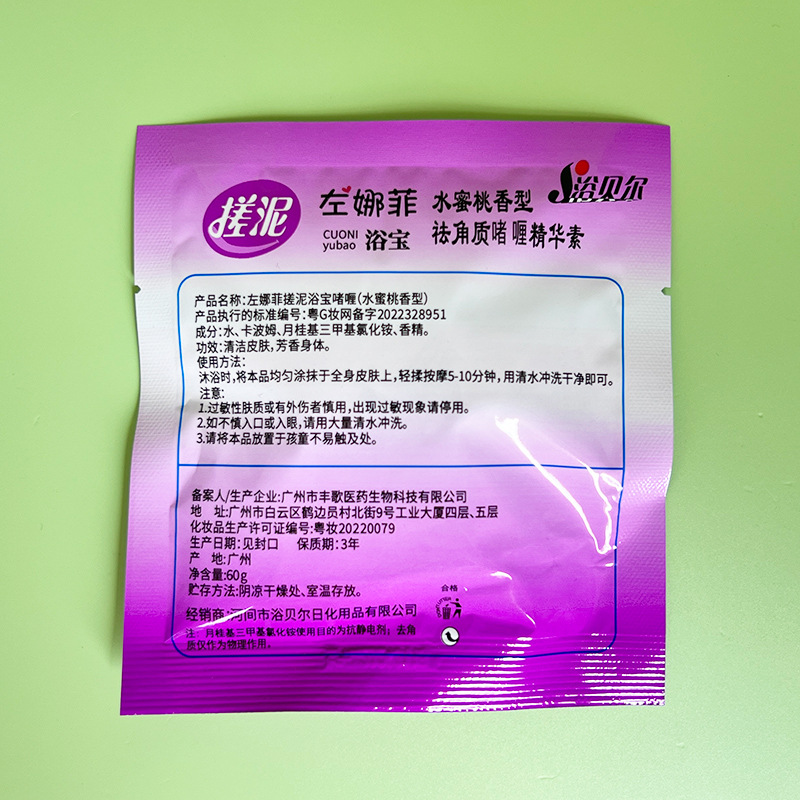 搓泥
左娜菲
CUONI
yubao 浴宝
水蜜桃香型
祛角质啫喱精华素
浴贝尔
产品名称:左娜菲搓泥浴宝啫喱(水蜜桃香型)
产品执行的标准编号:粤G妆网备字2022328951
成分:水、卡波姆、月桂基三甲基氯化铵、香精。
功效:清洁皮肤,芳香身体。
使用方法:
沐浴时,将本品均匀涂抹于全身皮肤上,轻揉按摩5-10分钟,用清水冲洗干净即可。
注意:
1.过敏性肤质或有外伤者慎用,出现过敏现象请停用。
2.如不慎入口或入眼,请用大量清水冲洗。
3.请将本品放置于孩童不易触及处。
备案人/生产企业:广州市丰歌医药生物科技有限公司
地 址:广州市白云区鹤边员村北街9号工业大厦四层、五层
化妆品生产许可证编号:粤妆20220079
生产日期:见封口 保质期:3年
产 地:广州
净含量:60g
贮存方法:阴凉干燥处、室温存放。
合格
经销商:河间市浴贝尔日化用品有限公司
注:月桂基三甲基氯化铵使用目的为抗静电剂;去角
质仅作为物理作用。